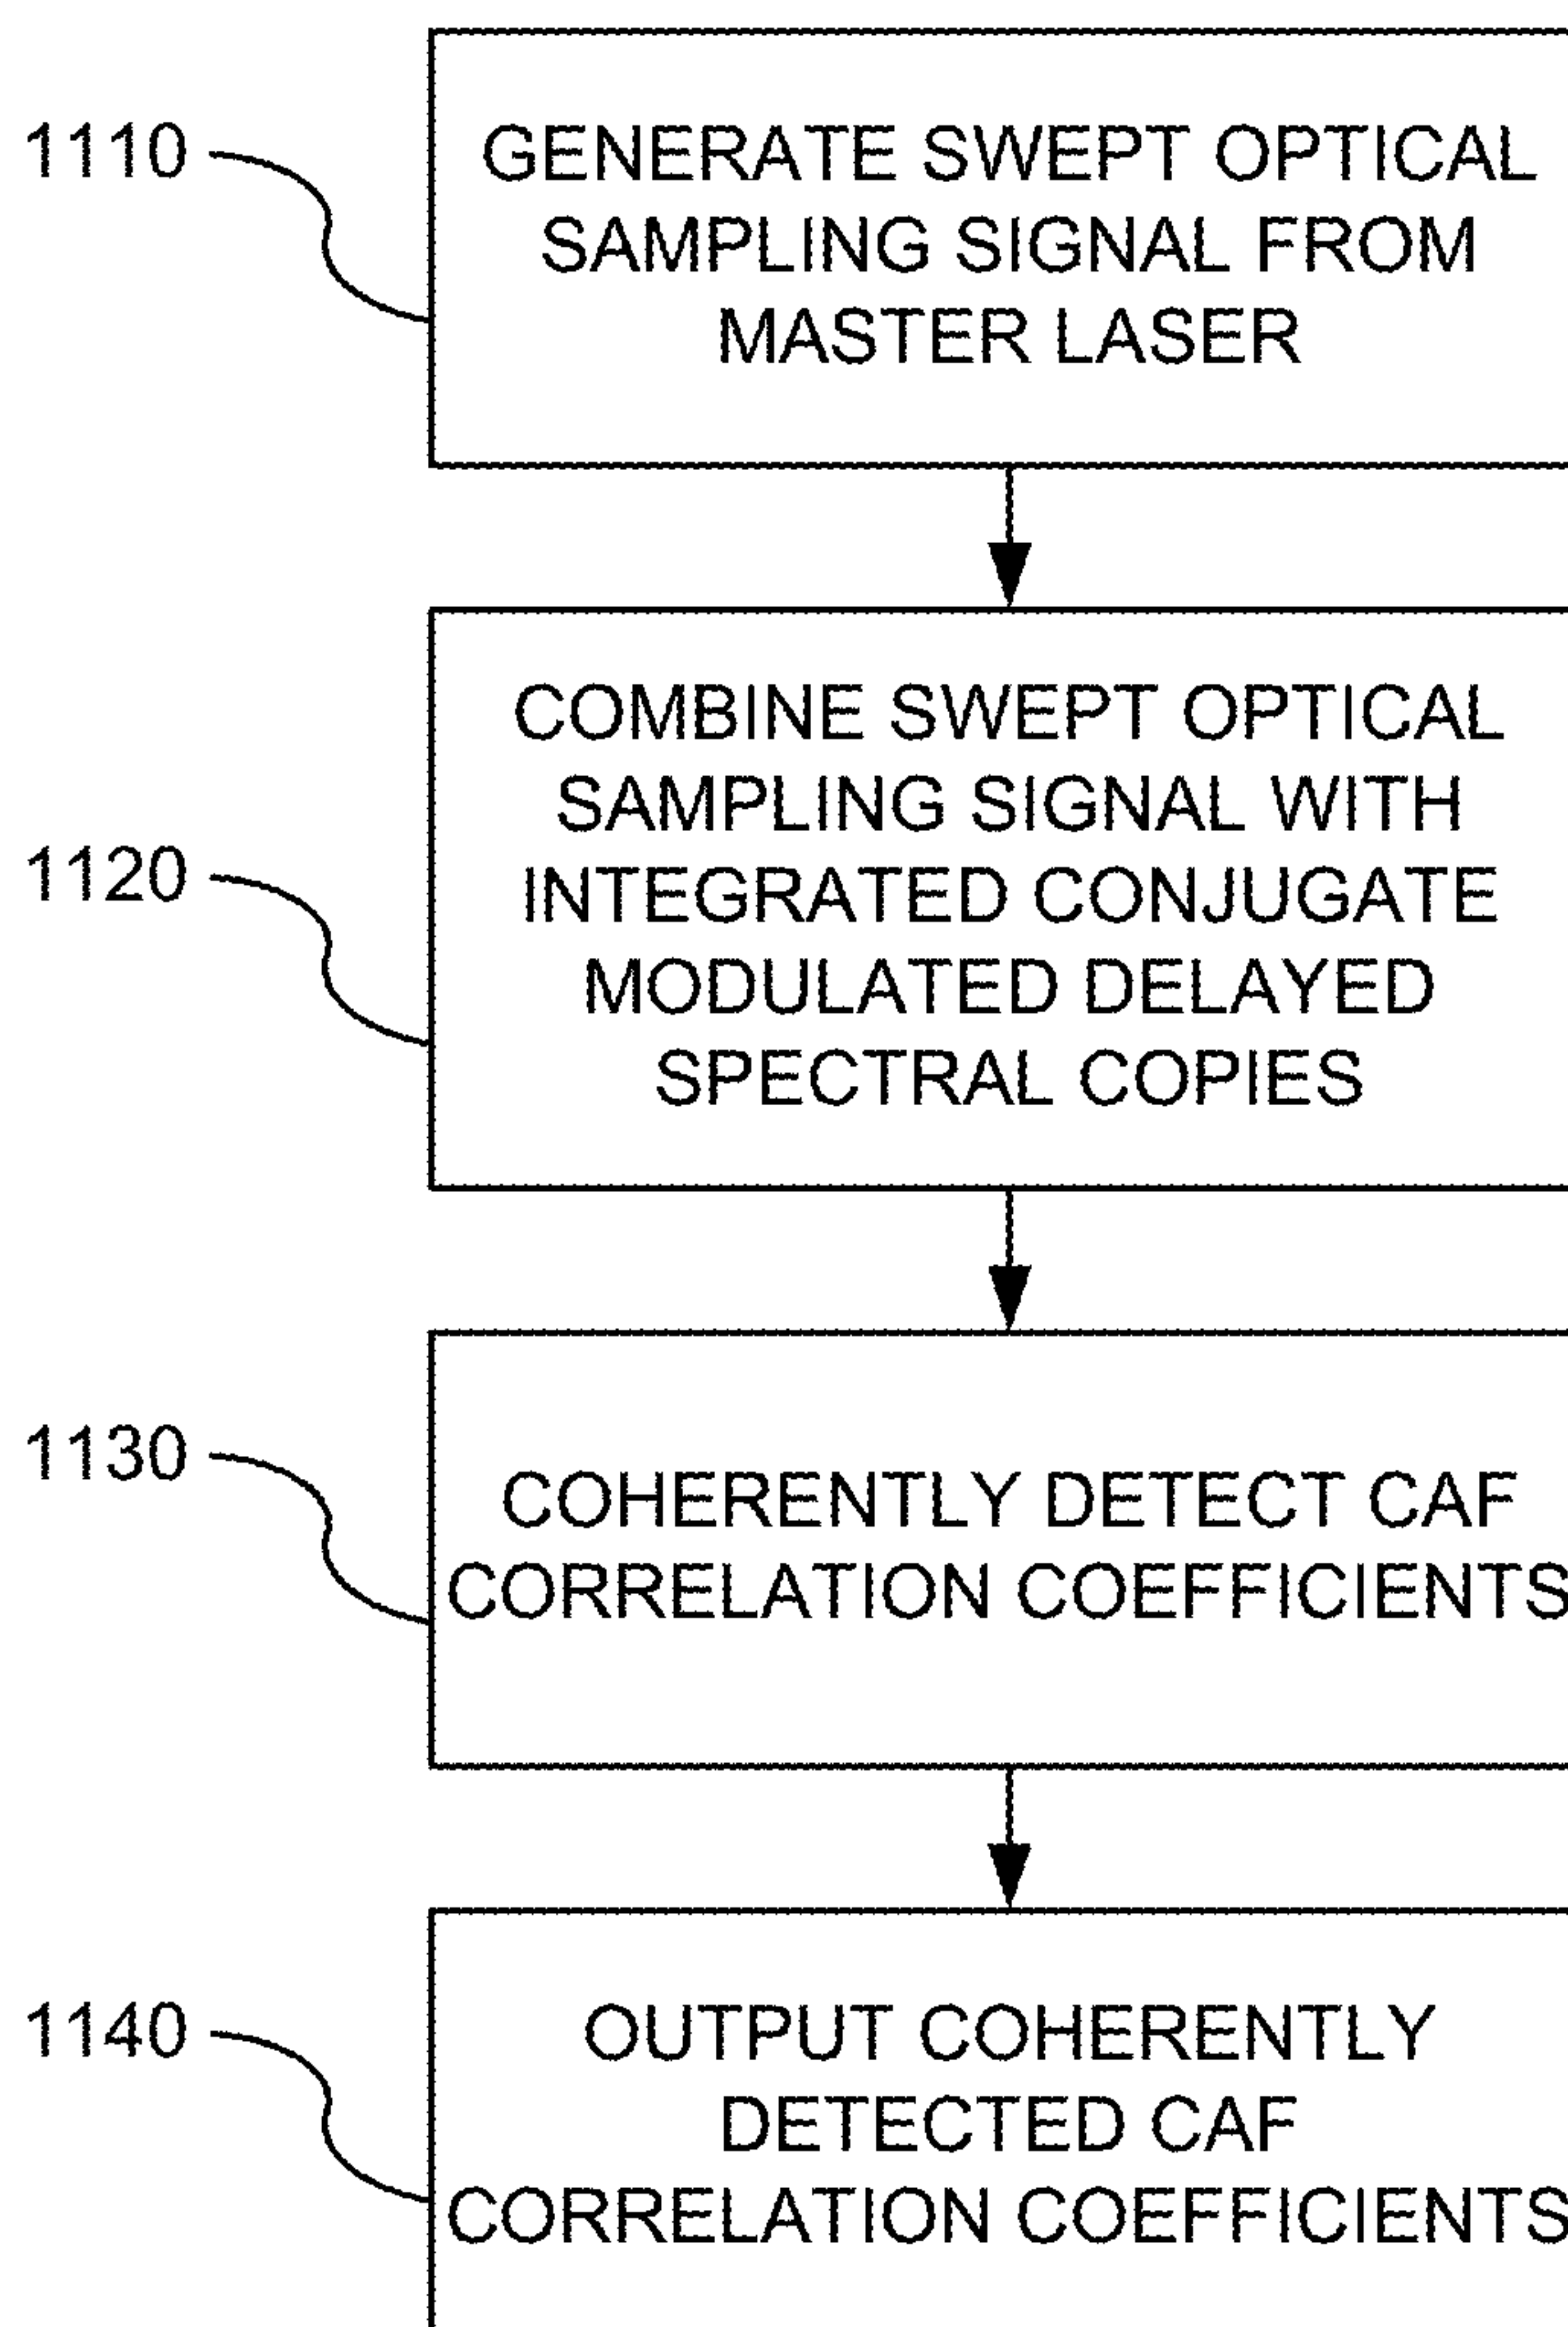 1110
GENERATE SWEPT OPTICAL
SAMPLING SIGNAL FROM
MASTER LASER
1120
COMBINE SWEPT OPTICAL
SAMPLING SIGNAL WITH
INTEGRATED CONJUGATE
MODULATED DELAYED
SPECTRAL COPIES
1130
COHERENTLY DETECT CAF
CORRELATION COEFFICIENTS
1140
OUTPUT COHERENTLY
DETECTED CAF
CORRELATION COEFFICIENTS